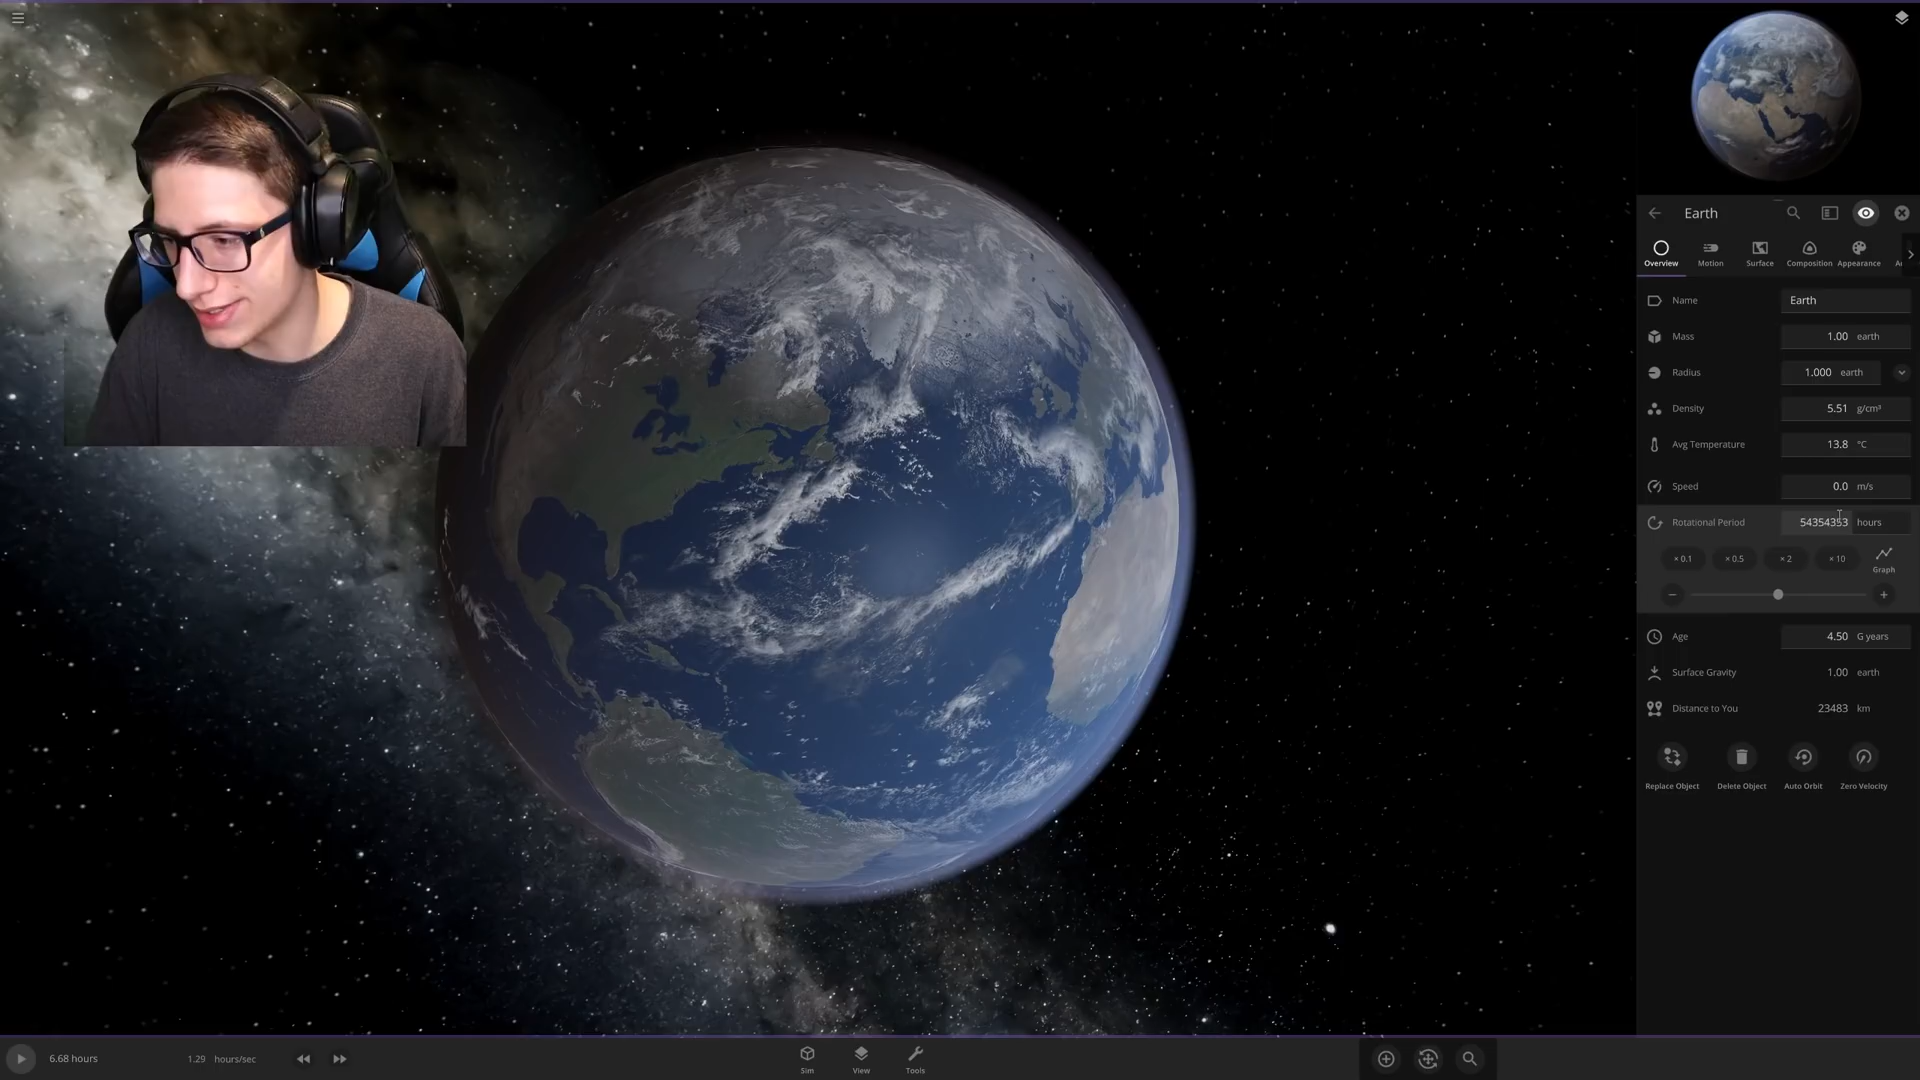 Earth
Overview
Motion
Surface
Composition
Appearance
Name
Earth
Mass
1.00 earth
Radius
1.000 earth
Density
5.51 g/cm³
Avg Temperature
13.8 °C
Speed
0.0 m/s
Rotational Period
54354353 hours
× 0.1
× 0.5
× 2
× 10
Graph
Age
4.50 G years
Surface Gravity
1.00 earth
Distance to You
23483 km
Replace Object
Delete Object
Auto Orbit
Zero Velocity
6.68 hours
1.29 hours/sec
Sim
View
Tools